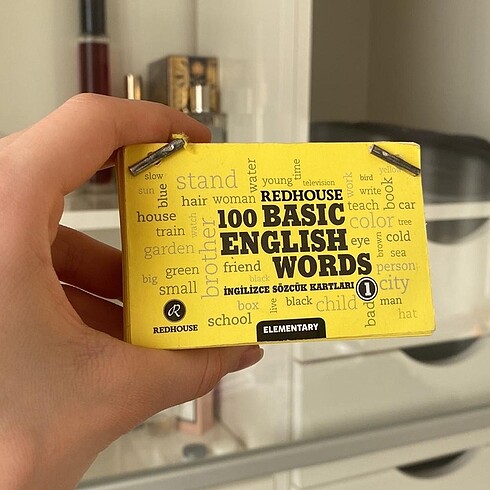 slow
sun
blue
stand
hair
woman
water
young
time
television
work
bird
write
yellow
book
REDHOUSE
100 BASIC
ENGLISH
WORDS
İNGİLİZCE SÖZCÜK KARTLARI 1
house
train
watch
brother
garden
green
big
small
friend
black
teach
car
color
tree
eye
brown
cold
sea
person
city
box
live
black
child
bad
man
hat
school
R
REDHOUSE
ELEMENTARY